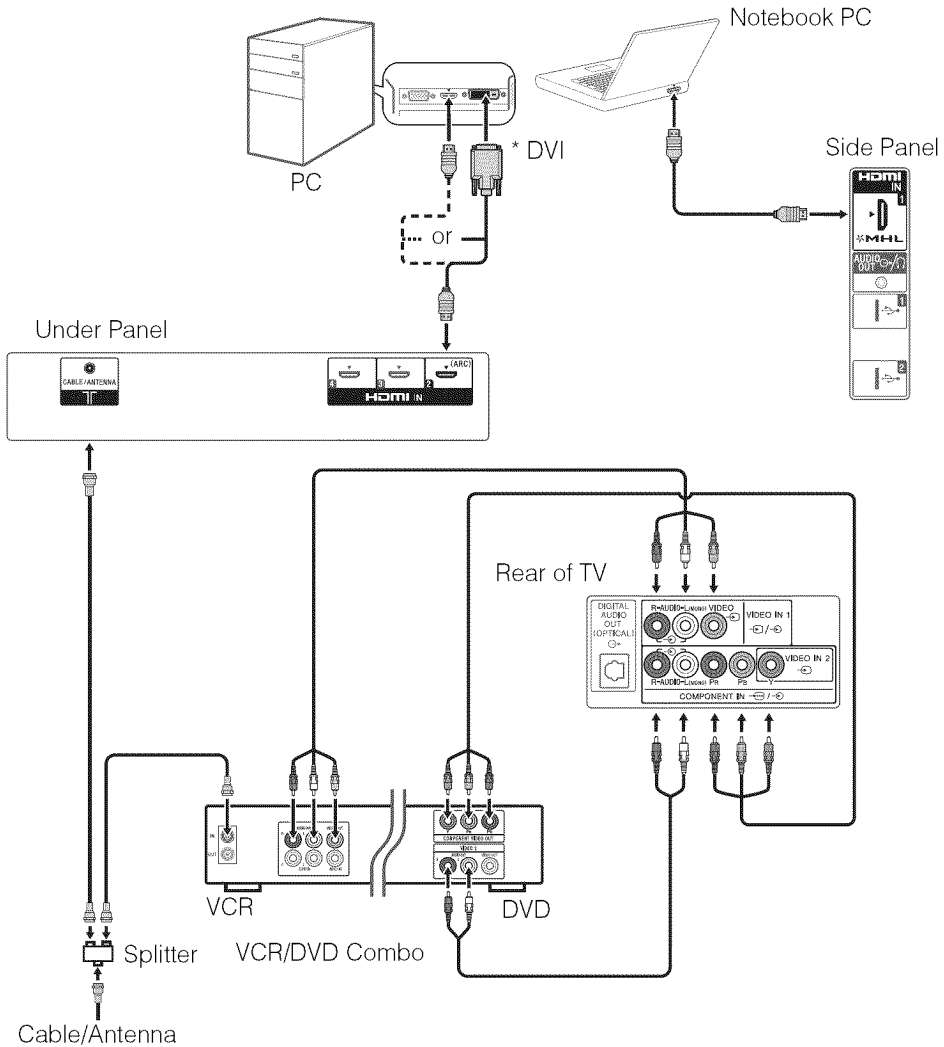 Notebook PC
* DVI
PC
or
Side Panel
HDMI
IN
1
MHL
AUDIO
OUT
1
2
Under Panel
CABLE/ANTENNA
(ARC)
4
3
2
HDMI IN
Rear of TV
DIGITAL
AUDIO
OUT
(OPTICAL)
R-AUDIO-L(MONO) VIDEO
VIDEO IN 1
VIDEO IN 2
R-AUDIO-L(MONO) PR PB Y
COMPONENT IN
IN
OUT
COMPONENT VIDEO OUT
VCR
DVD
Splitter
VCR/DVD Combo
Cable/Antenna